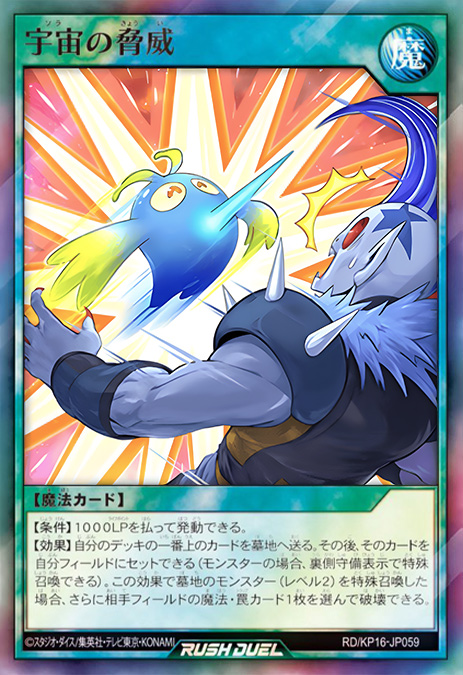 宇宙の脅威
ソラ
きょう い
魔
ま
【魔法カード】
【条件】1000LPを払って発動できる。
【効果】自分のデッキの一番上のカードを墓地へ送る。その後、そのカードを
自分フィールドにセットできる(モンスターの場合、裏側守備表示で特殊
召喚できる)。この効果で墓地のモンスター(レベル2)を特殊召喚した
場合、さらに相手フィールドの魔法・罠カード1枚を選んで破壊できる。
©スタジオ・ダイス/集英社・テレビ東京・KONAMI
RUSH DUEL
RD/KP16-JP059